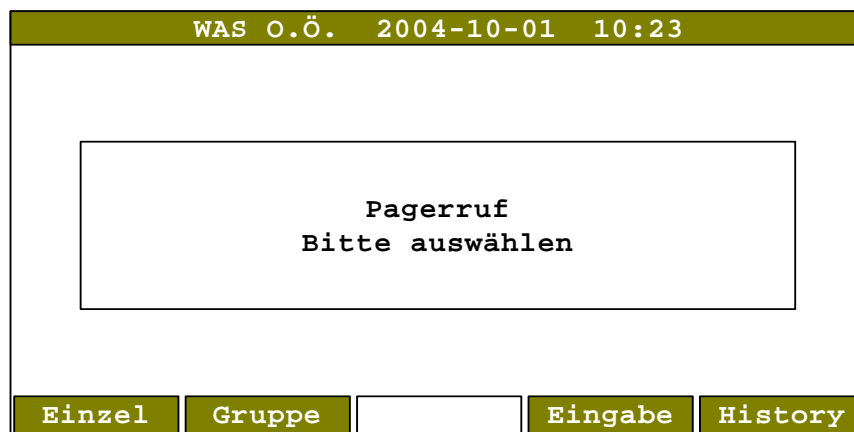 WAS O.Ö. 2004-10-01 10:23
Pagerruf
Bitte auswählen
Einzel Gruppe Eingabe History